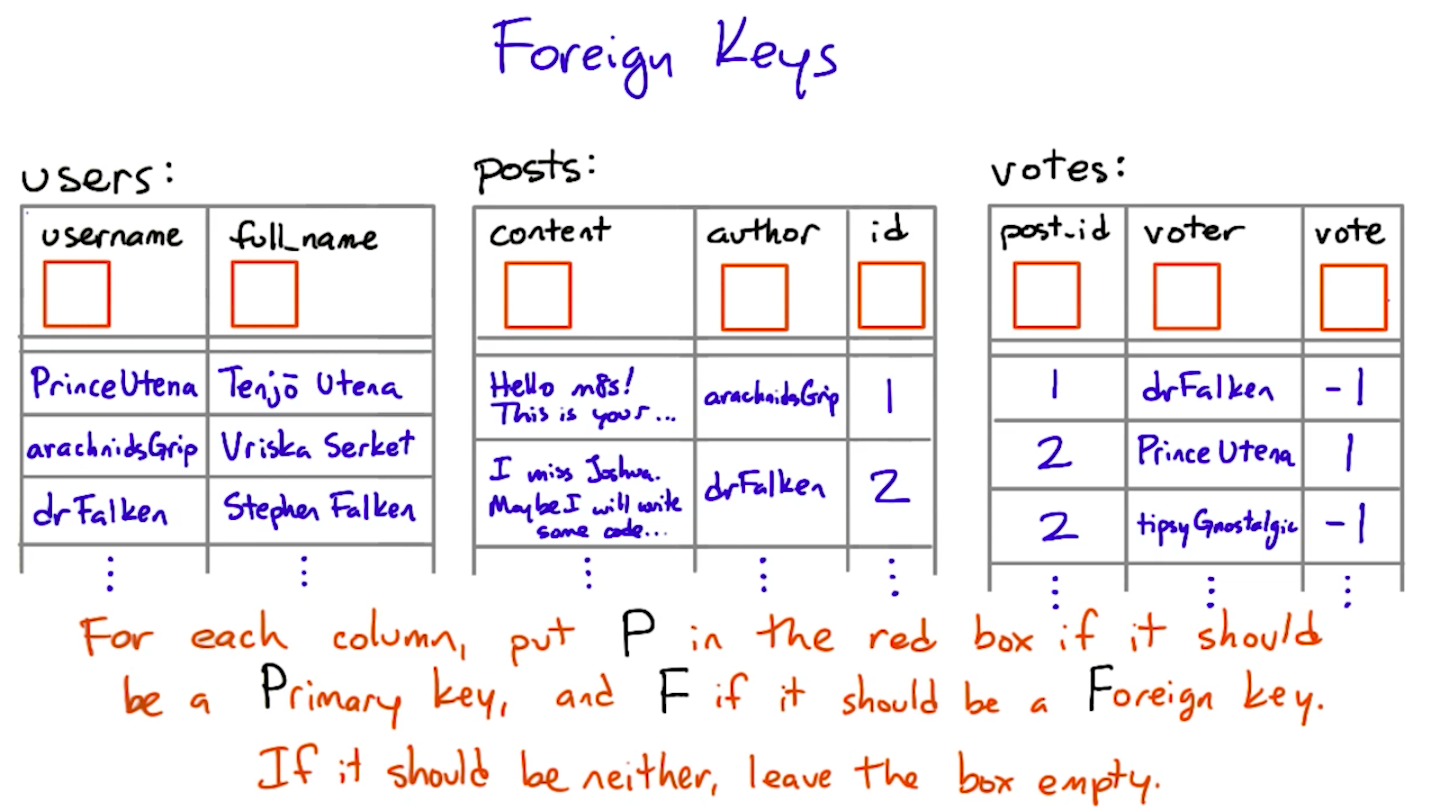 Foreign Keys
users:
username full_name
PrinceUtena Tenjō Utena
arachnidsGrip Vriska Serket
drFalken Stephen Falken
posts:
content author id
Hello m8s!
This is your... arachnidsGrip 1
I miss Joshua.
Maybe I will write drFalken 2
some code...
votes:
post_id voter vote
1 drFalken -1
2 PrinceUtena 1
2 tipsyGnostalgic -1
For each column, put P in the red box if it should
be a Primary key, and F if it should be a Foreign key.
If it should be neither, leave the box empty.